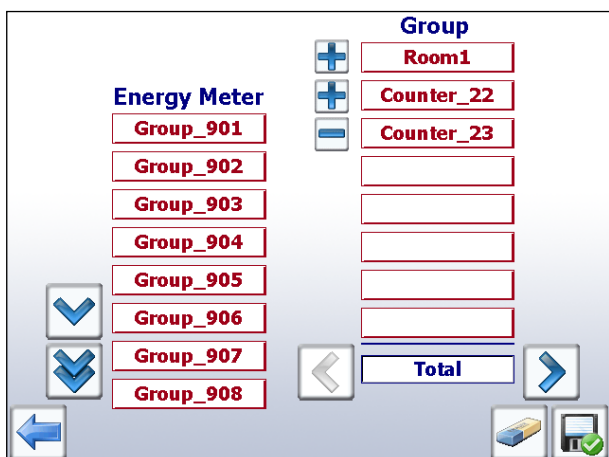 Group
Room1
Counter_22
Counter_23
Total
Energy Meter
Group_901
Group_902
Group_903
Group_904
Group_905
Group_906
Group_907
Group_908